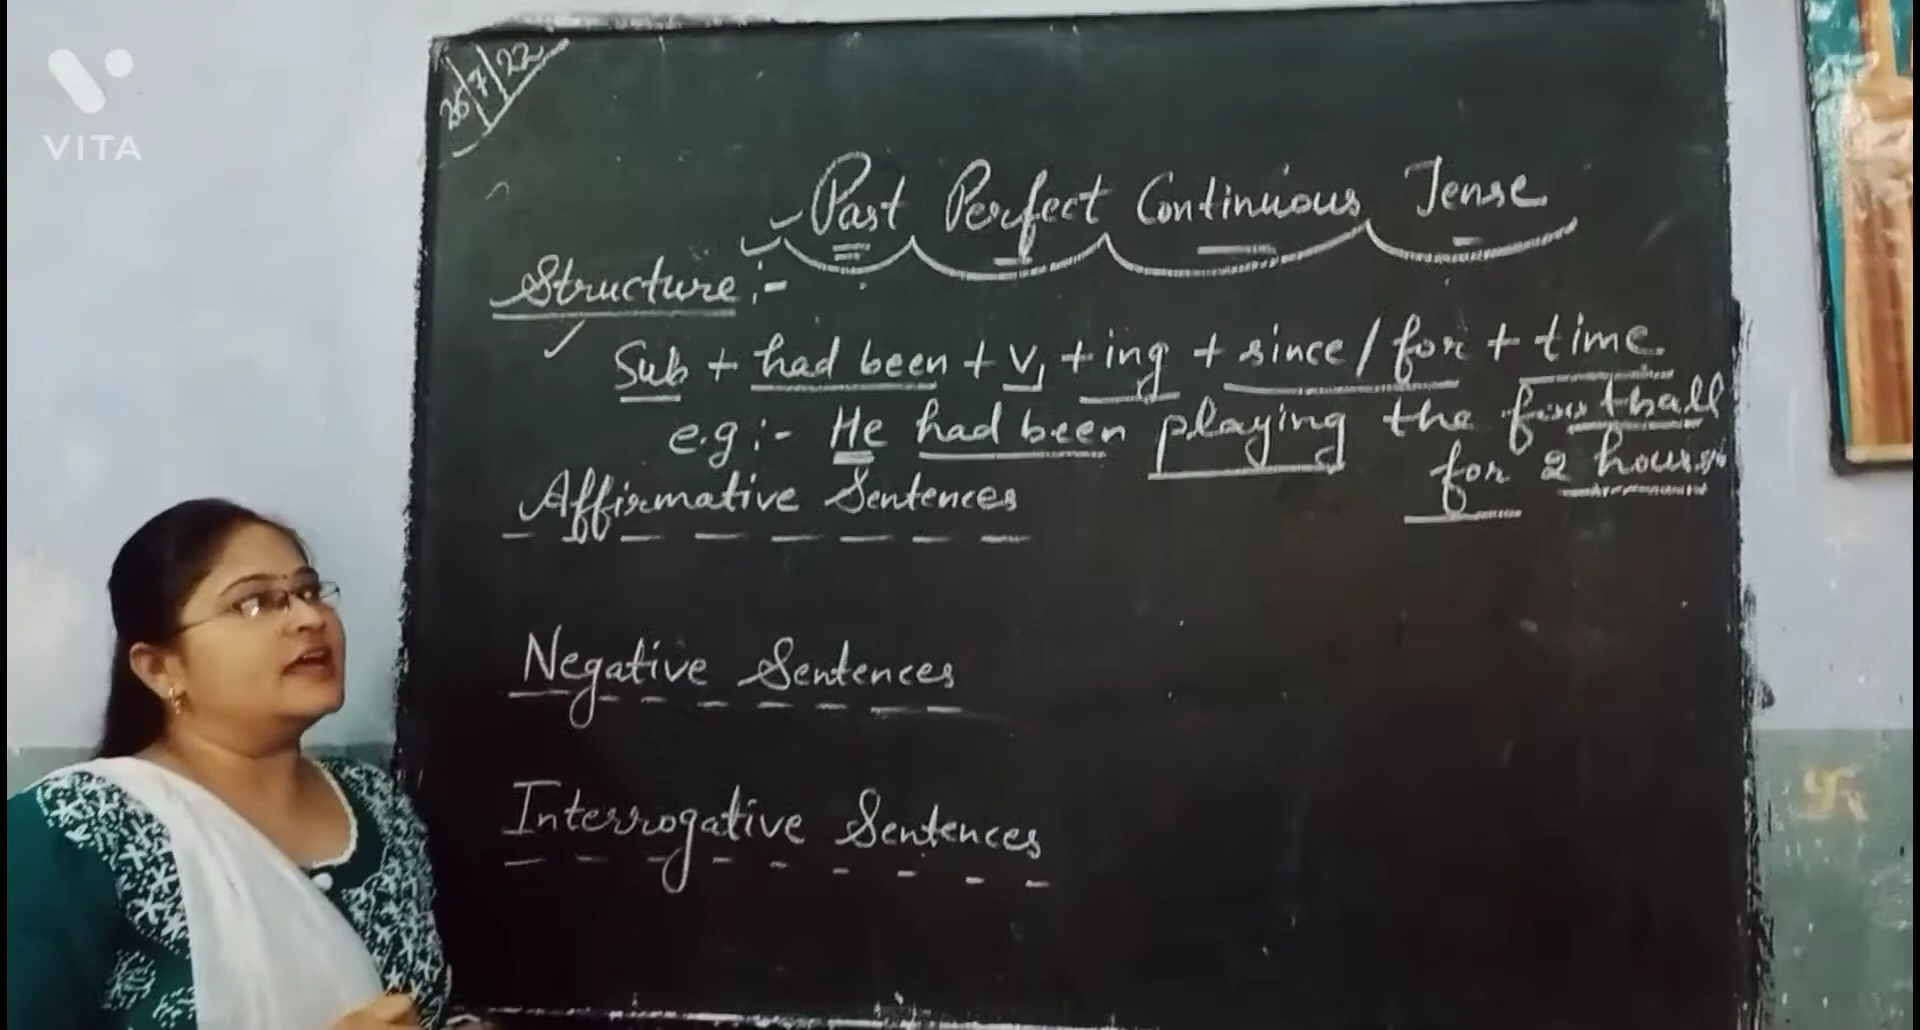 VITA
26/7/22
Past Perfect Continuous Tense
Structure :-
Sub + had been + V1 + ing + since / for + time
e.g :- He had been playing the football
for 2 hours.
Affirmative Sentences
Negative Sentences
Interrogative Sentences